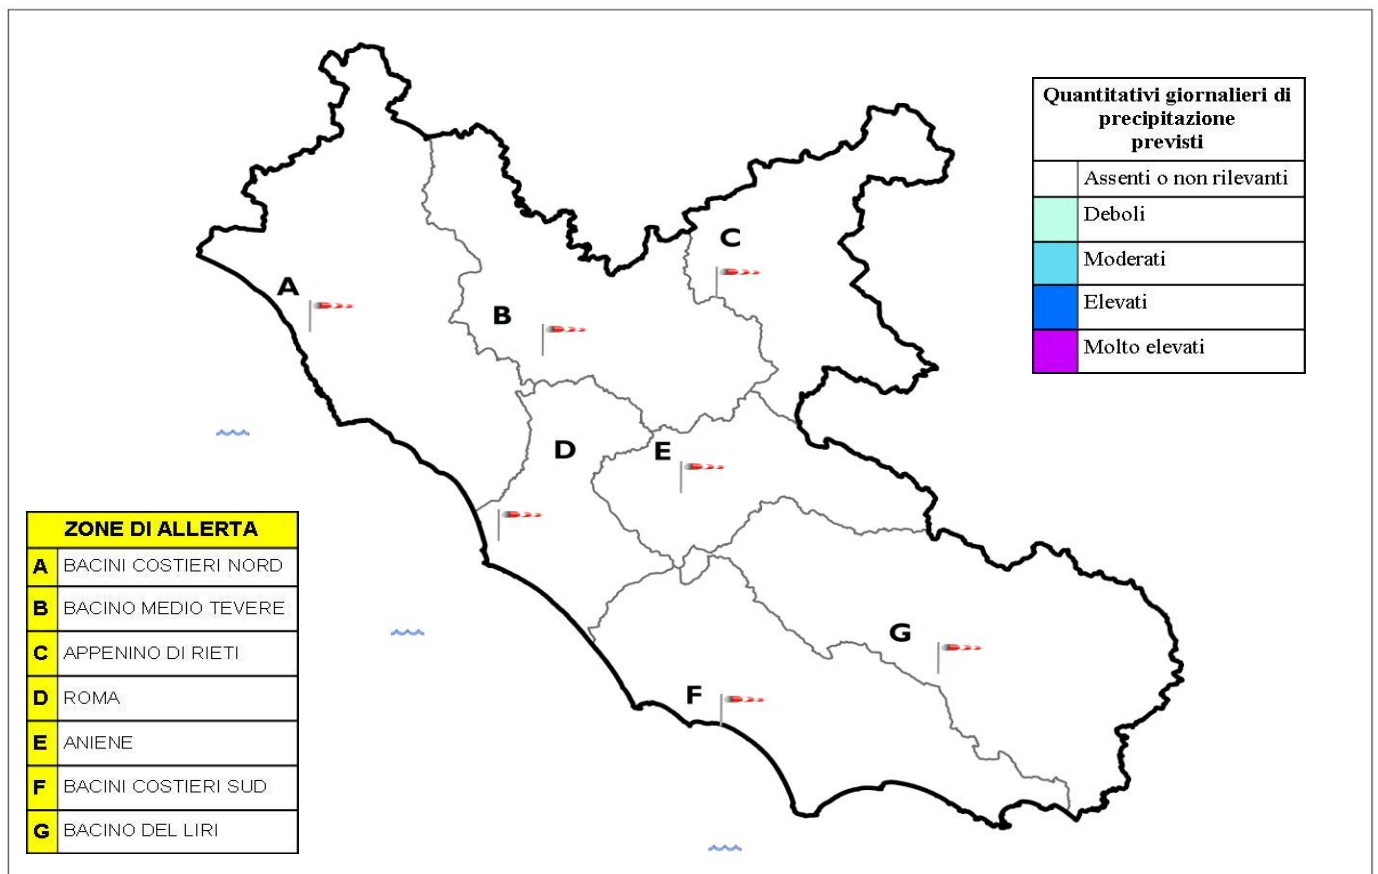 Quantitativi giornalieri di
precipitazione
previsti
Assenti o non rilevanti
Deboli
Moderati
Elevati
Molto elevati
C
A
B
D
E
G
F
ZONE DI ALLERTA
A BACINI COSTIERI NORD
B BACINO MEDIO TEVERE
C APPENINO DI RIETI
D ROMA
E ANIENE
F BACINI COSTIERI SUD
G BACINO DEL LIRI